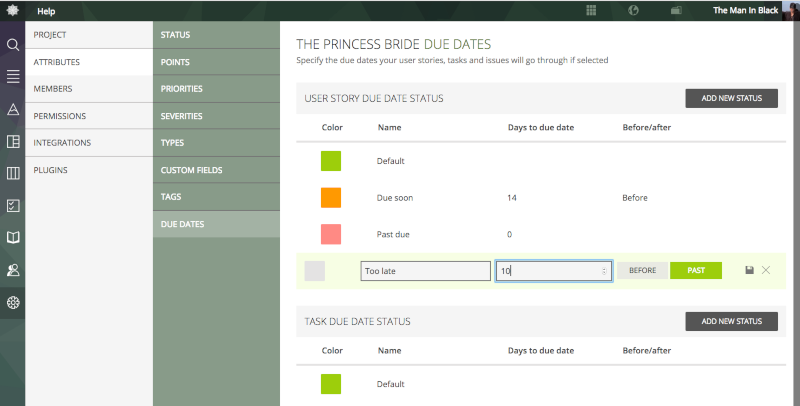 Help
The Man In Black
PROJECT
ATTRIBUTES
MEMBERS
PERMISSIONS
INTEGRATIONS
PLUGINS
STATUS
POINTS
PRIORITIES
SEVERITIES
TYPES
CUSTOM FIELDS
TAGS
DUE DATES
THE PRINCESS BRIDE DUE DATES
Specify the due dates your user stories, tasks and issues will go through if selected
USER STORY DUE DATE STATUS
ADD NEW STATUS
Color Name Days to due date Before/after
Default
Due soon 14 Before
Past due 0
Too late 10 BEFORE PAST
TASK DUE DATE STATUS
ADD NEW STATUS
Color Name Days to due date Before/after
Default